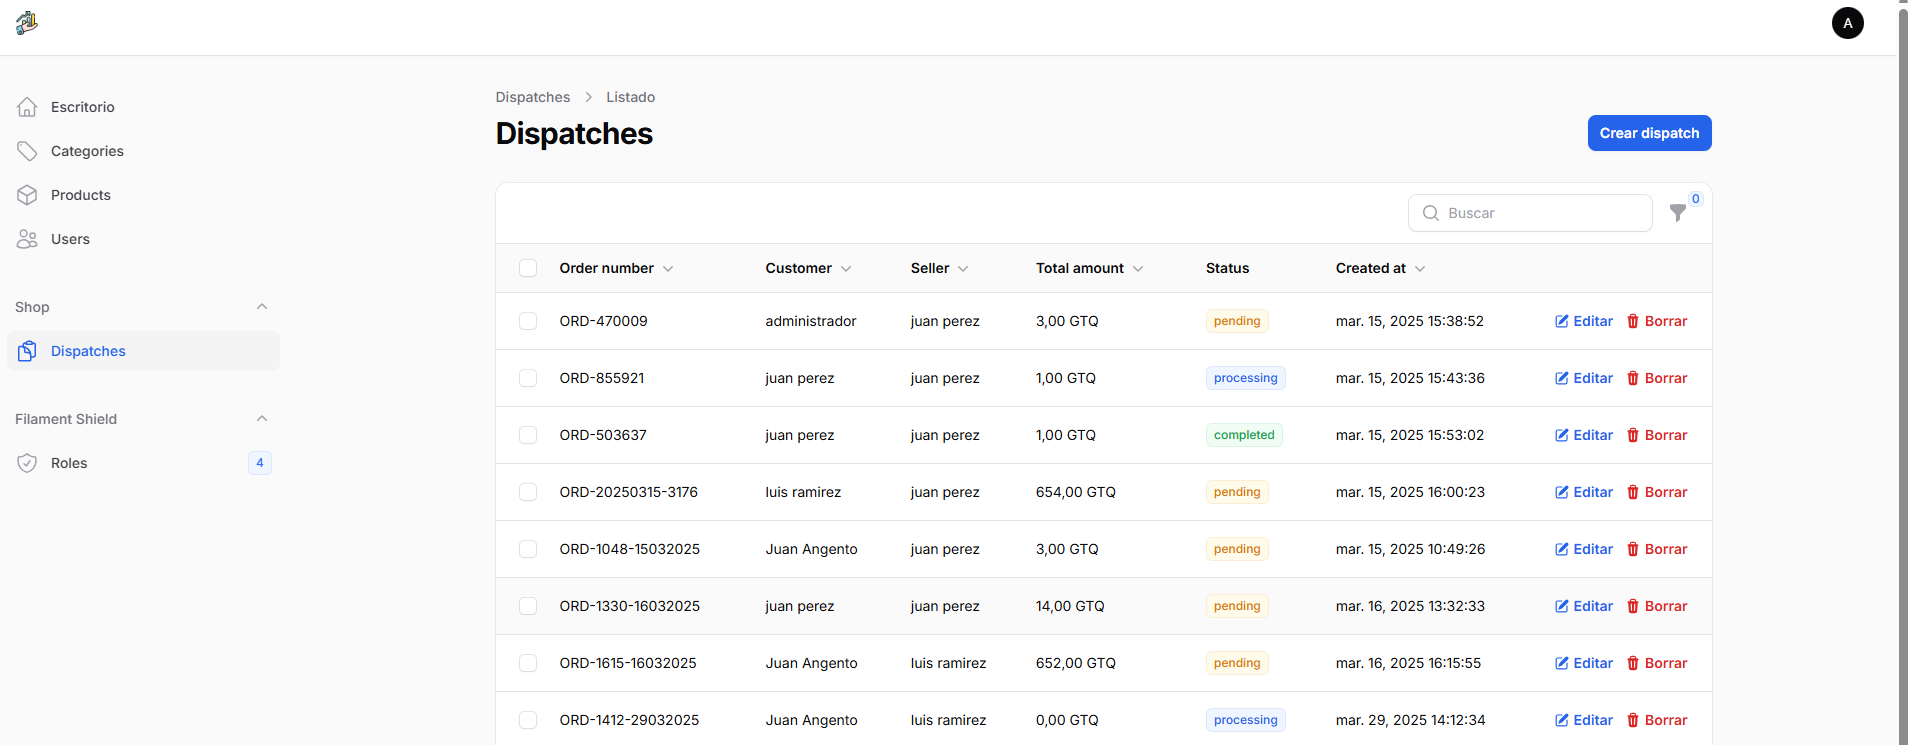 A
Escritorio
Categories
Products
Users
Shop
Dispatches
Filament Shield
Roles 4
Dispatches Listado
Dispatches
Crear dispatch
Buscar 0
Order number Customer Seller Total amount Status Created at
ORD-470009 administrador juan perez 3,00 GTQ pending mar. 15, 2025 15:38:52 Editar Borrar
ORD-855921 juan perez juan perez 1,00 GTQ processing mar. 15, 2025 15:43:36 Editar Borrar
ORD-503637 juan perez juan perez 1,00 GTQ completed mar. 15, 2025 15:53:02 Editar Borrar
ORD-20250315-3176 luis ramirez juan perez 654,00 GTQ pending mar. 15, 2025 16:00:23 Editar Borrar
ORD-1048-15032025 Juan Angento juan perez 3,00 GTQ pending mar. 15, 2025 10:49:26 Editar Borrar
ORD-1330-16032025 juan perez juan perez 14,00 GTQ pending mar. 16, 2025 13:32:33 Editar Borrar
ORD-1615-16032025 Juan Angento luis ramirez 652,00 GTQ pending mar. 16, 2025 16:15:55 Editar Borrar
ORD-1412-29032025 Juan Angento luis ramirez 0,00 GTQ processing mar. 29, 2025 14:12:34 Editar Borrar